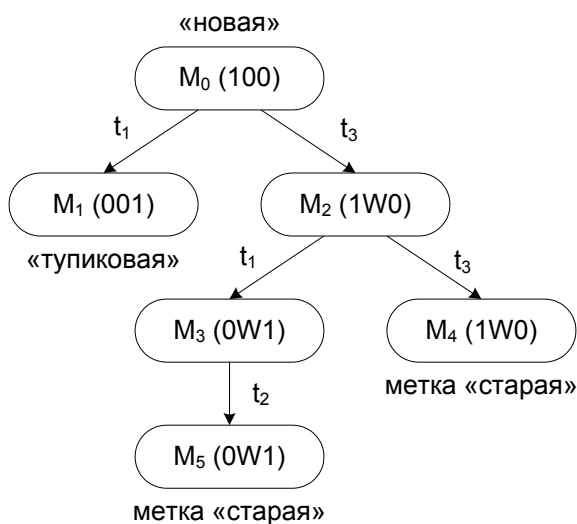 «новая»
M₀ (100)
t₁
t₃
M₁ (001)
M₂ (1W0)
«тупиковая»
t₁
t₃
M₃ (0W1)
M₄ (1W0)
метка «старая»
t₂
M₅ (0W1)
метка «старая»